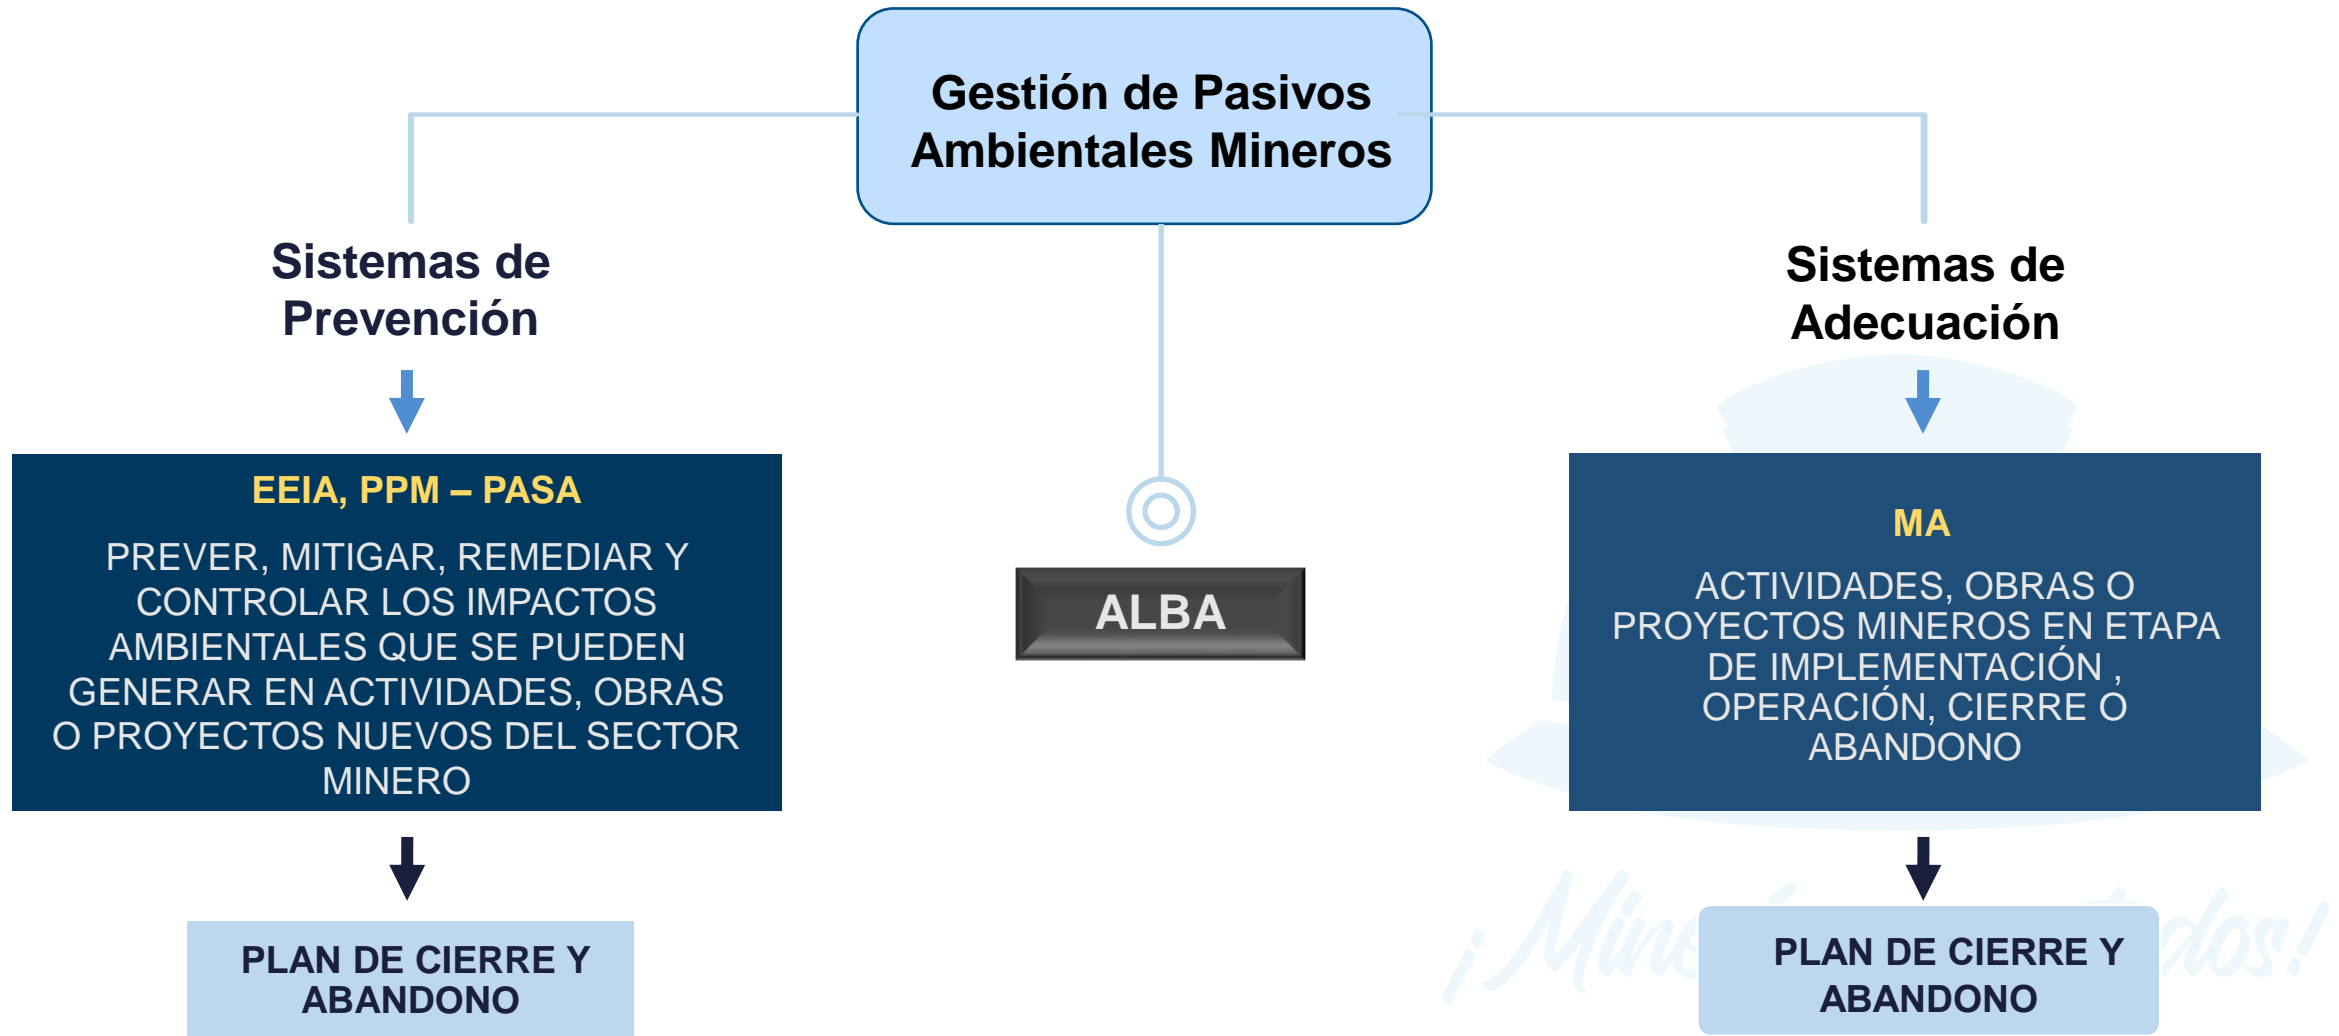 Gestión de Pasivos
Ambientales Mineros
Sistemas de
Prevención
EEIA, PPM – PASA
PREVER, MITIGAR, REMEDIAR Y
CONTROLAR LOS IMPACTOS
AMBIENTALES QUE SE PUEDEN
GENERAR EN ACTIVIDADES, OBRAS
O PROYECTOS NUEVOS DEL SECTOR
MINERO
PLAN DE CIERRE Y
ABANDONO
ALBA
Sistemas de
Adecuación
MA
ACTIVIDADES, OBRAS O
PROYECTOS MINEROS EN ETAPA
DE IMPLEMENTACIÓN ,
OPERACIÓN, CIERRE O
ABANDONO
PLAN DE CIERRE Y
ABANDONO